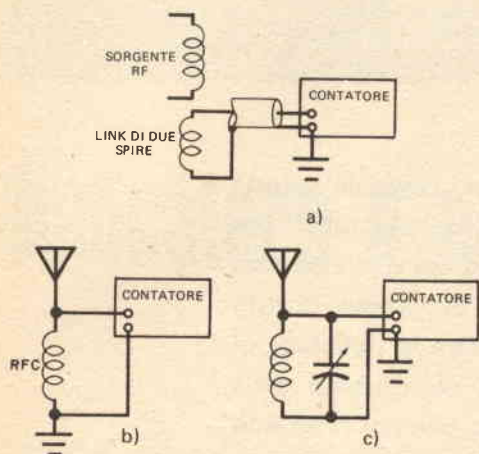 SORGENTE
RF
CONTATORE
LINK DI DUE
SPIRE
a)
CONTATORE
CONTATORE
RFC
b)
c)